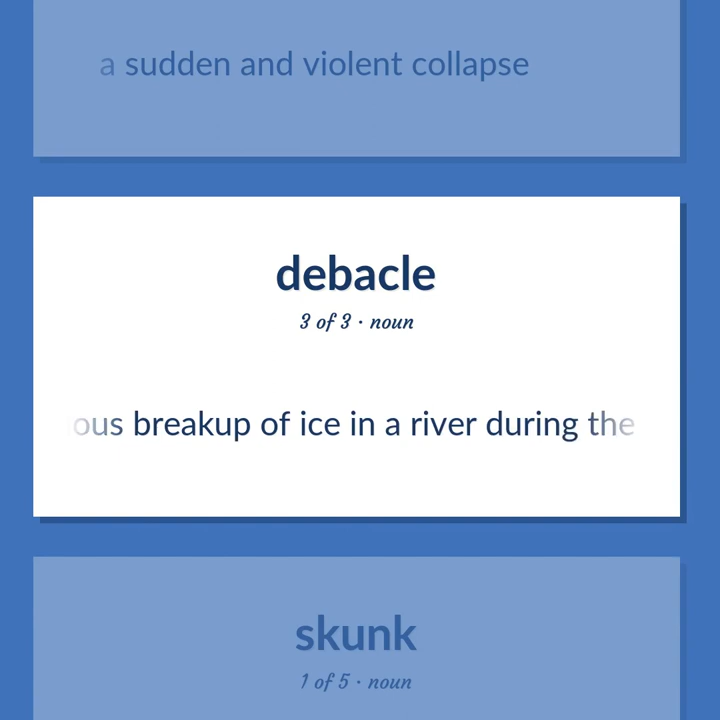 a sudden and violent collapse
debacle
3 of 3 · noun
ous breakup of ice in a river during the
skunk
1 of 5 · noun